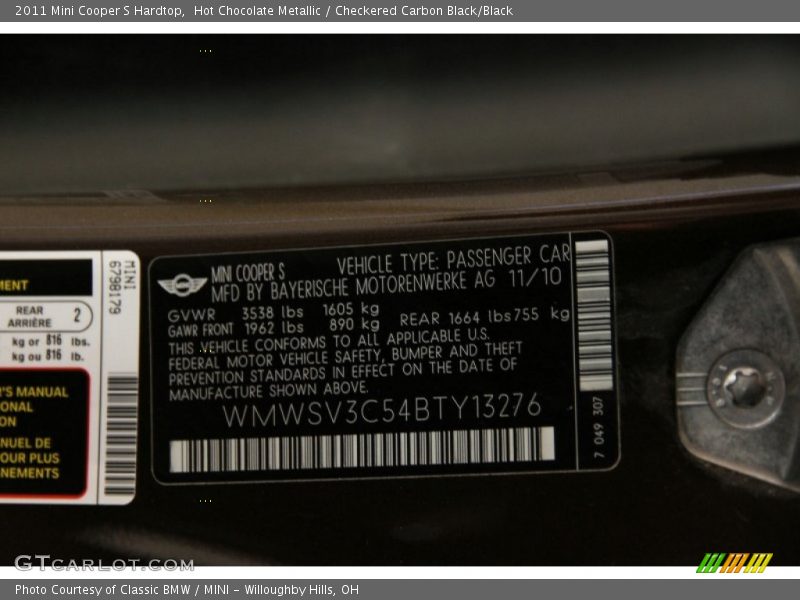 2011 Mini Cooper S Hardtop,  Hot Chocolate Metallic / Checkered Carbon Black/Black
MINI
6798179
MENT
REAR
ARRIÈRE 2
kg or 816 lbs.
kg ou 816 lb.
'S MANUAL
ONAL
ON
NUEL DE
OUR PLUS
NEMENTS
MINI COOPER S VEHICLE TYPE: PASSENGER CAR
MFD BY BAYERISCHE MOTORENWERKE AG 11/10
GVWR 3538 lbs 1605 kg
GAWR FRONT 1962 lbs 890 kg REAR 1664 lbs 755 kg
THIS VEHICLE CONFORMS TO ALL APPLICABLE U.S.
FEDERAL MOTOR VEHICLE SAFETY, BUMPER AND THEFT
PREVENTION STANDARDS IN EFFECT ON THE DATE OF
MANUFACTURE SHOWN ABOVE.
WMWSV3C54BTY13276
7 049 307
GTCARLOT.COM
Photo Courtesy of Classic BMW / MINI - Willoughby Hills, OH